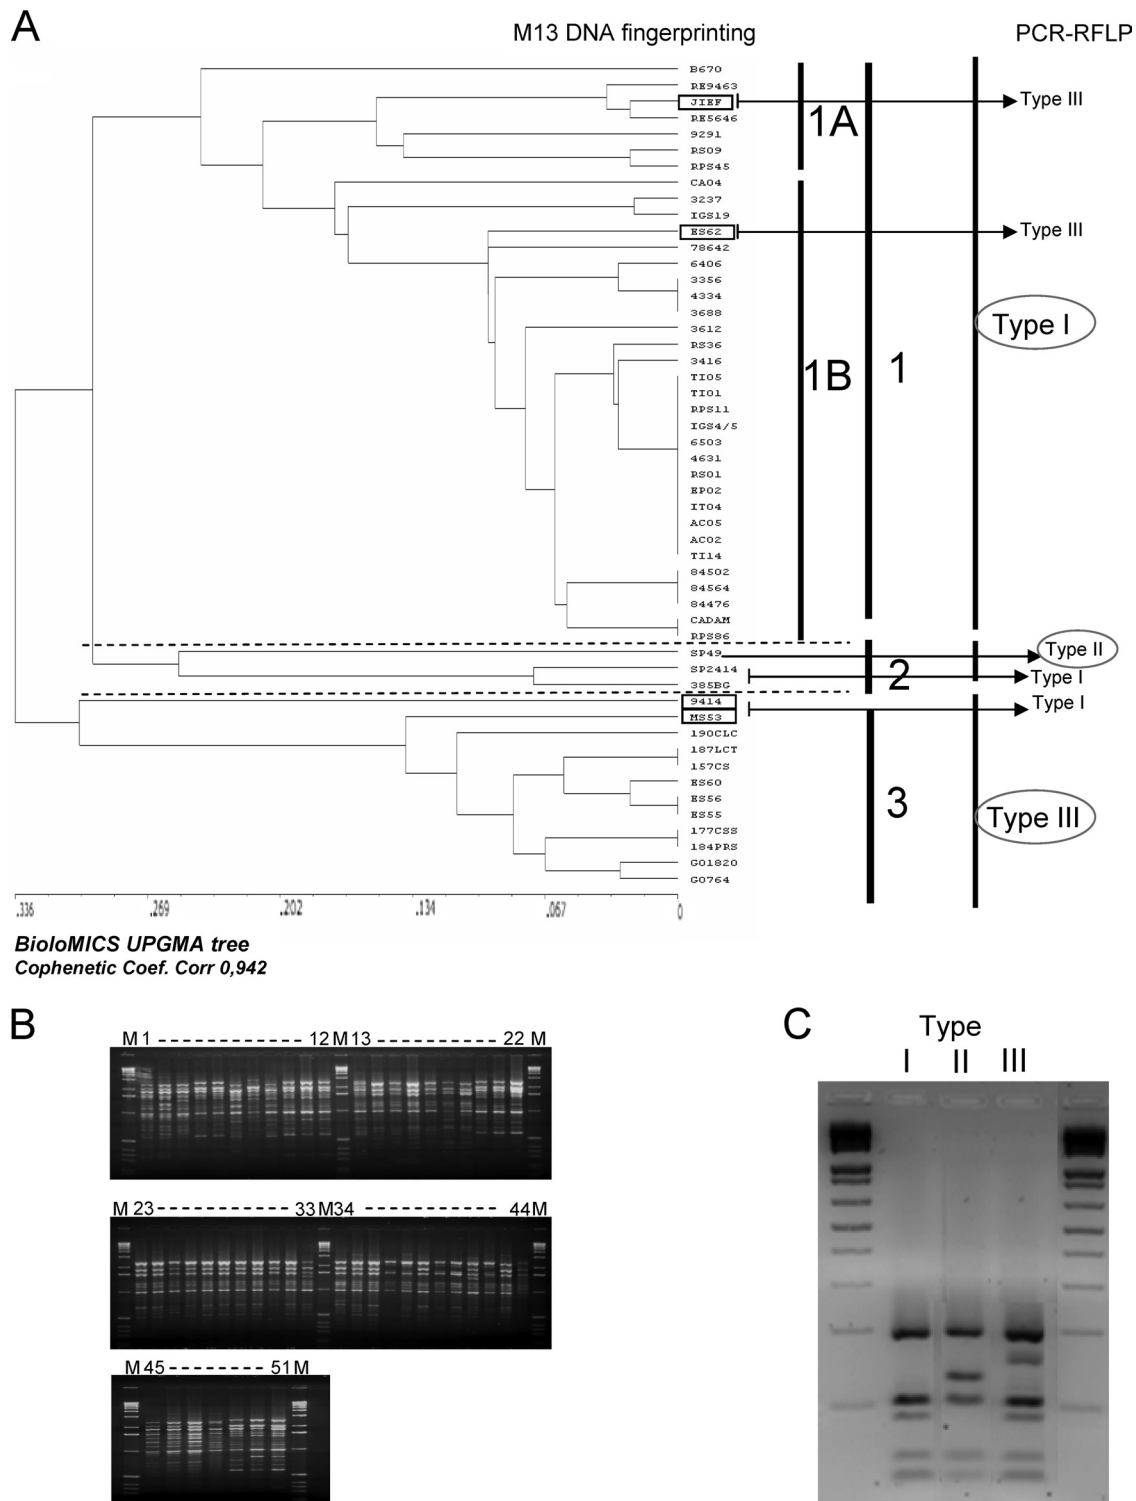 A
M13 DNA fingerprinting
PCR-RFLP
B670
RE9463
JIEF
Type III
RE5646
1A
9291
RS09
RPS45
CA04
3237
IGS19
ES62
Type III
78642
6406
3356
4334
3688
Type I
3612
RS36
3416
1B
1
TI05
TI01
RPS11
IGS4/5
6503
4631
RS01
EP02
IT04
AC05
AC02
TI14
84502
84564
84476
CADAM
RPS86
SP49
Type II
SP2414
2
Type I
385BG
9414
Type I
MS53
190CLC
187LCT
157CS
ES60
3
ES56
Type III
ES55
177CSS
184PRS
GO1820
GO764
.336 .269 .202 .134 .067 0
BioloMICS UPGMA tree
Cophenetic Coef. Corr 0,942
B
M 1 12 M 13 22 M
M 23 33 M 34 44 M
M 45 51 M
C
Type
I II III